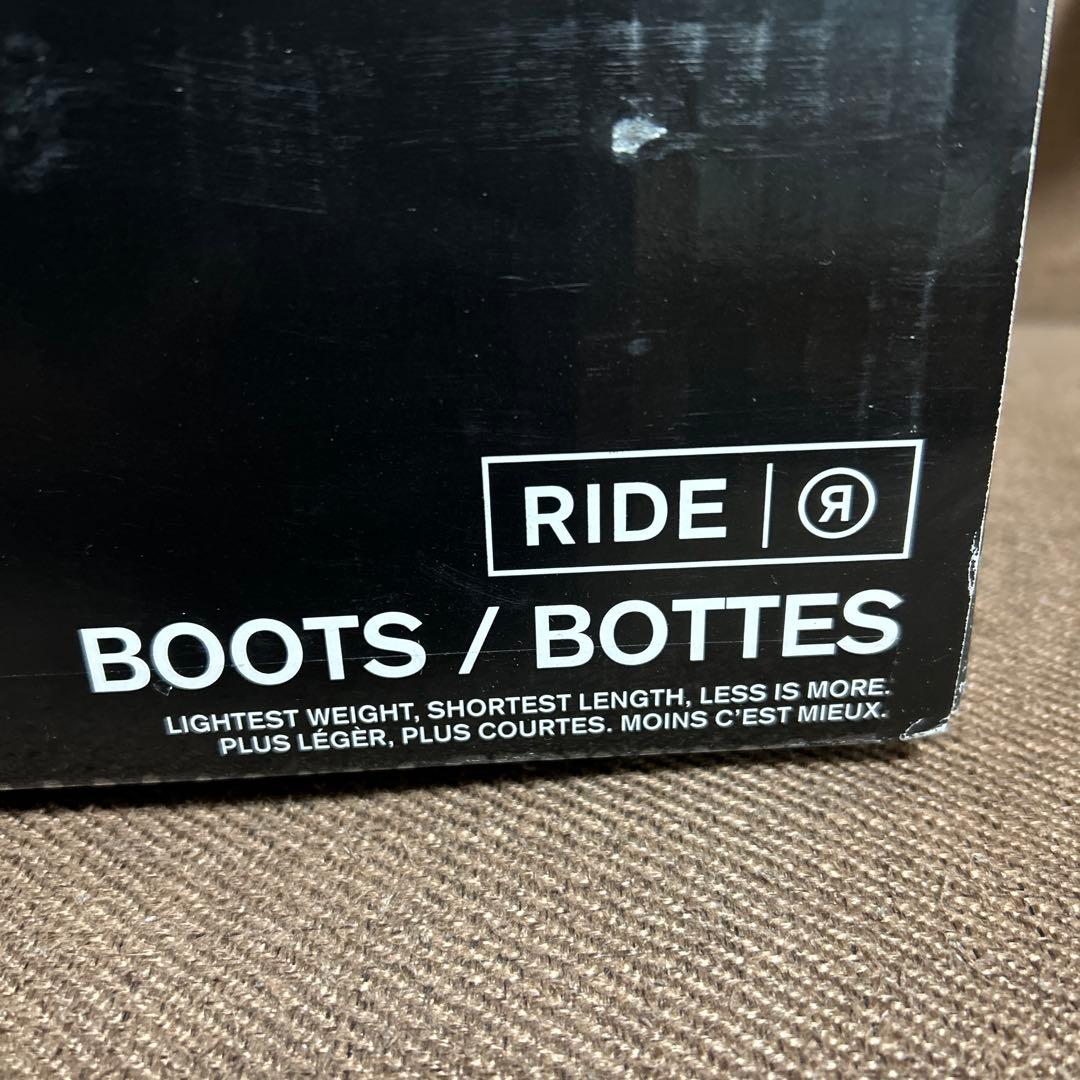 RIDE | Я
BOOTS / BOTTES
LIGHTEST WEIGHT, SHORTEST LENGTH, LESS IS MORE.
PLUS LÉGÈR, PLUS COURTES. MOINS C'EST MIEUX.